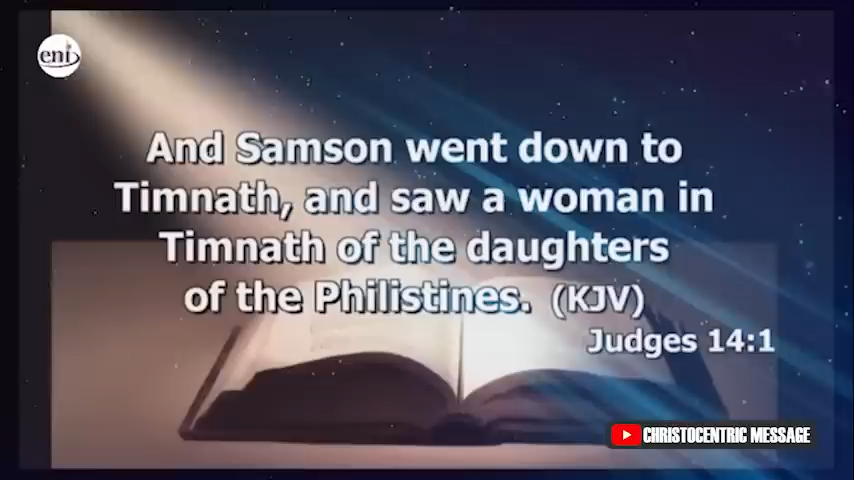 eni
And Samson went down to
Timnath, and saw a woman in
Timnath of the daughters
of the Philistines. (KJV)
Judges 14:1
CHRISTOCENTRIC MESSAGE